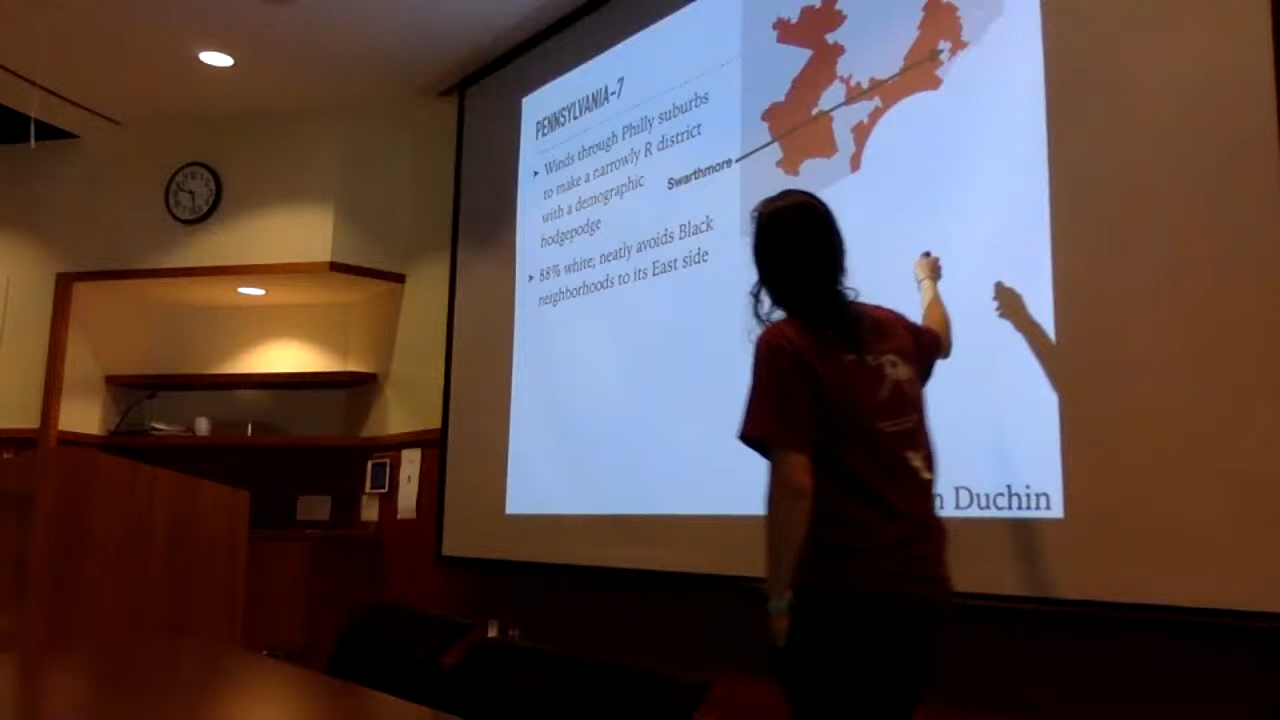 PENNSYLVANIA-7
➤ Winds through Philly suburbs
to make a narrowly R district
with a demographic
hodgepodge
➤ 88% white; neatly avoids Black
neighborhoods to its East side
Swarthmore
n Duchin